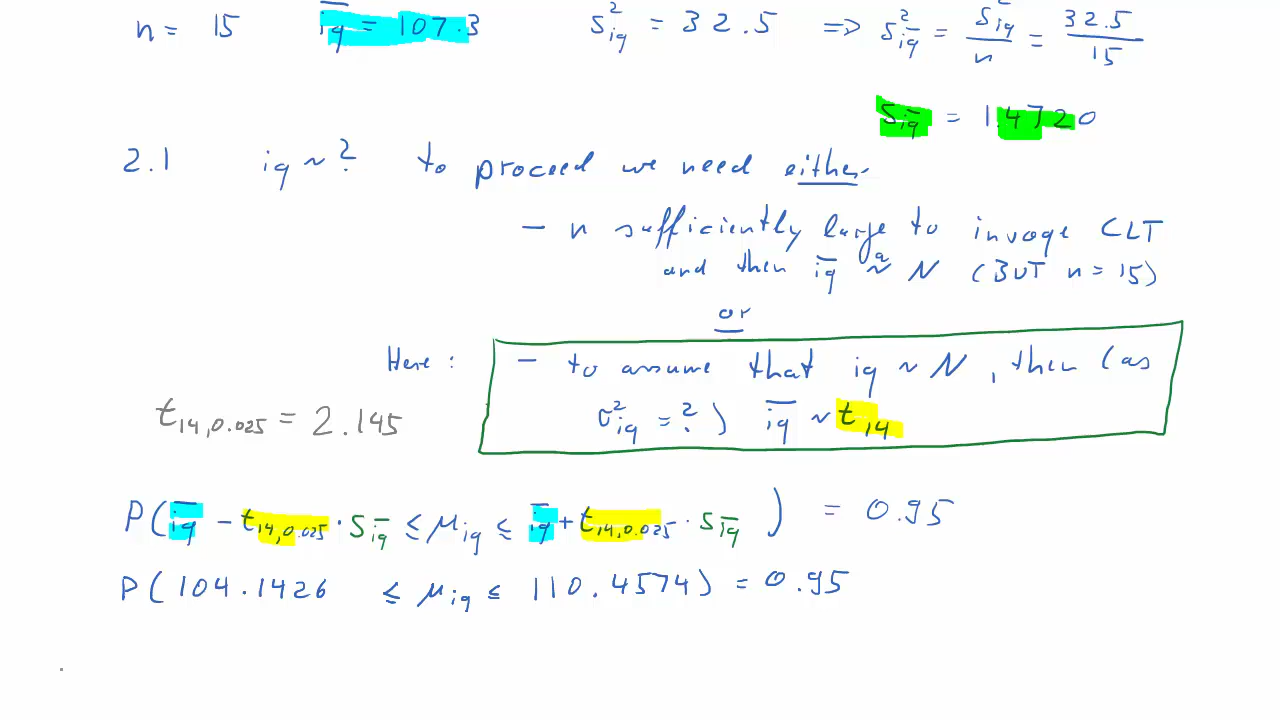 n = 15 iq̅ = 107.3 s²iq = 32.5 => s²iq̅ = s²iq / n = 32.5 / 15
siq̅ = 1.4720
2.1 iq ~ ? to proceed we need either
- n sufficiently large to invoge CLT
and then iq̅ ~ᵃ N (BUT n = 15)
or
Here : - to assume that iq ~ N, then (as
σ²iq = ?) iq̅ ~ t14
t14,0.025 = 2.145
P(iq̅ - t14,0.025 · siq̅ ≤ μiq ≤ iq̅ + t14,0.025 · siq̅) = 0.95
P(104.1426 ≤ μiq ≤ 110.4574) = 0.95